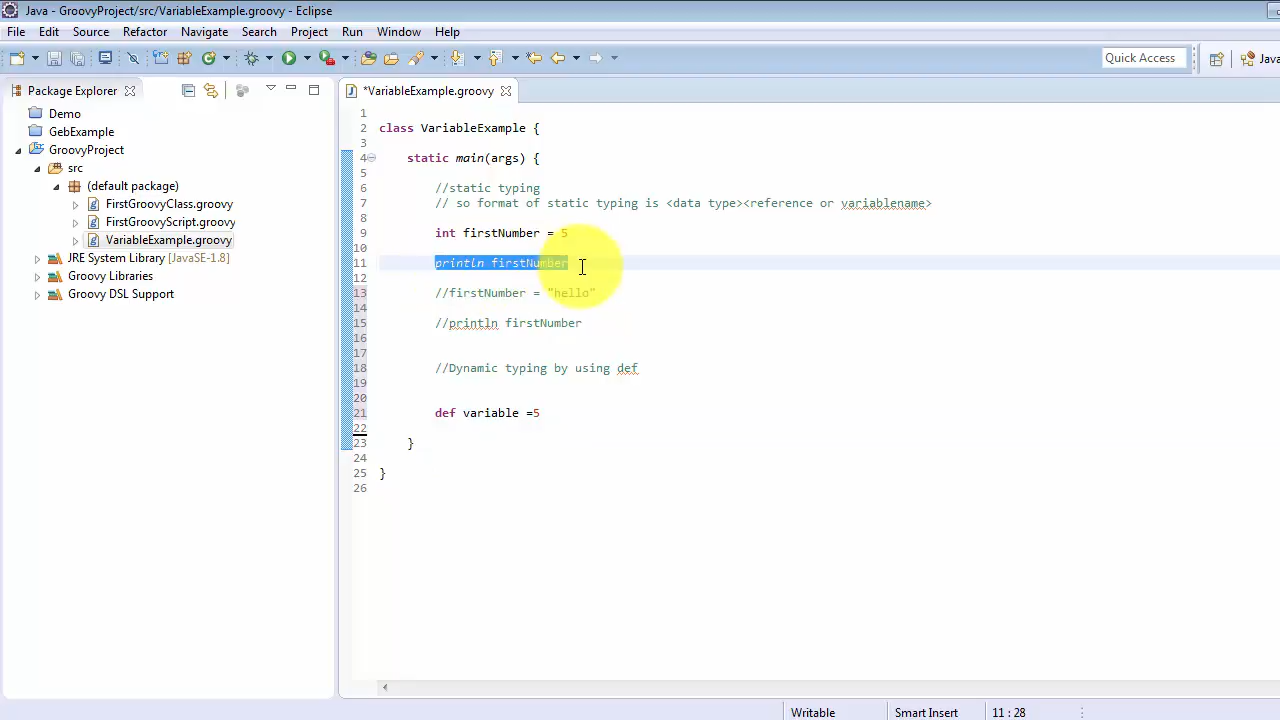 Java - GroovyProject/src/VariableExample.groovy - Eclipse
File Edit Source Refactor Navigate Search Project Run Window Help
Quick Access
Java
Package Explorer
*VariableExample.groovy
Demo
GebExample
GroovyProject
src
(default package)
FirstGroovyClass.groovy
FirstGroovyScript.groovy
VariableExample.groovy
JRE System Library [JavaSE-1.8]
Groovy Libraries
Groovy DSL Support
1
2 class VariableExample {
3
4 static main(args) {
5
6 //static typing
7 // so format of static typing is <data type><reference or variablename>
8
9 int firstNumber = 5
10
11 println firstNumber
12
13 //firstNumber = "hello"
14
15 //println firstNumber
16
17
18 //Dynamic typing by using def
19
20
21 def variable =5
22
23 }
24
25 }
26
Writable Smart Insert 11 : 28